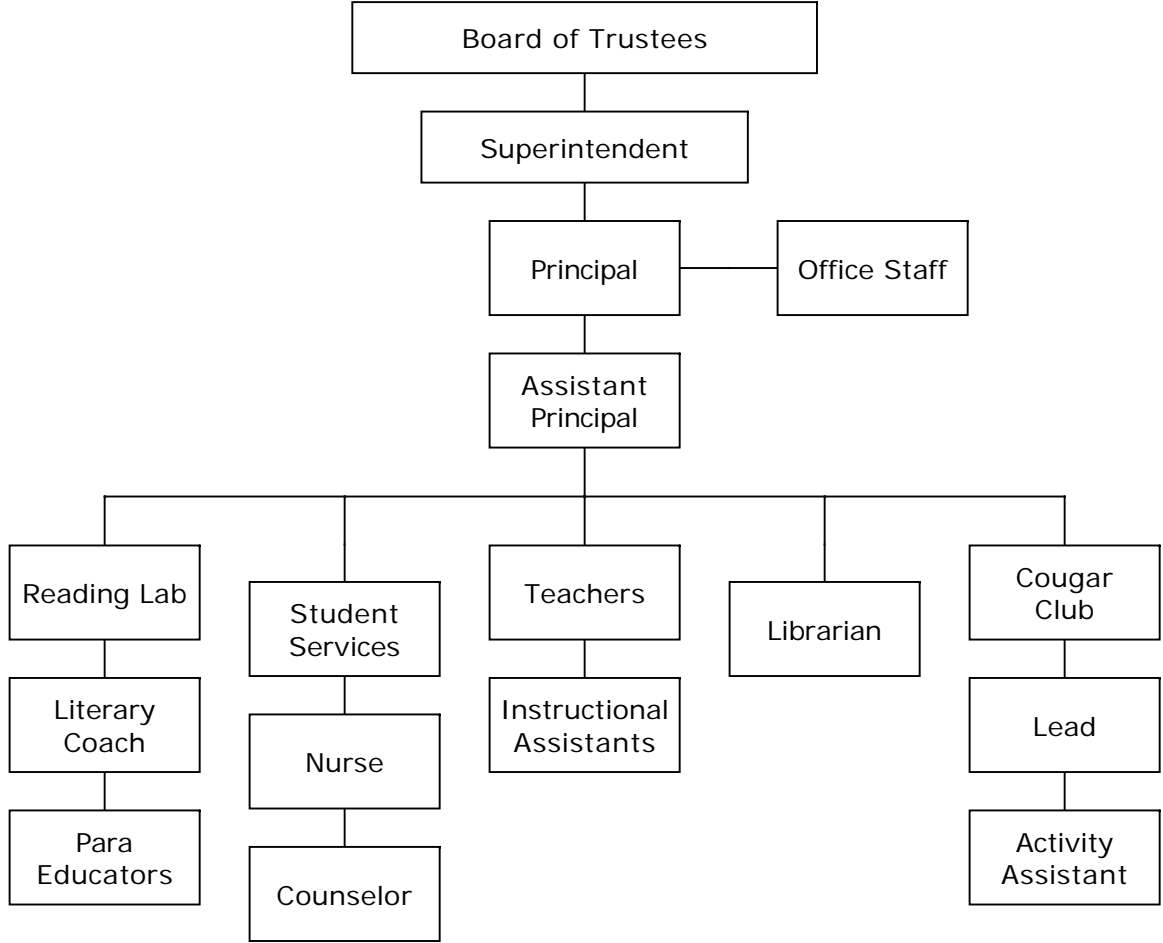 Board of Trustees
Superintendent
Principal
Office Staff
Assistant
Principal
Reading Lab
Student
Services
Teachers
Librarian
Cougar
Club
Literary
Coach
Nurse
Instructional
Assistants
Lead
Para
Educators
Counselor
Activity
Assistant